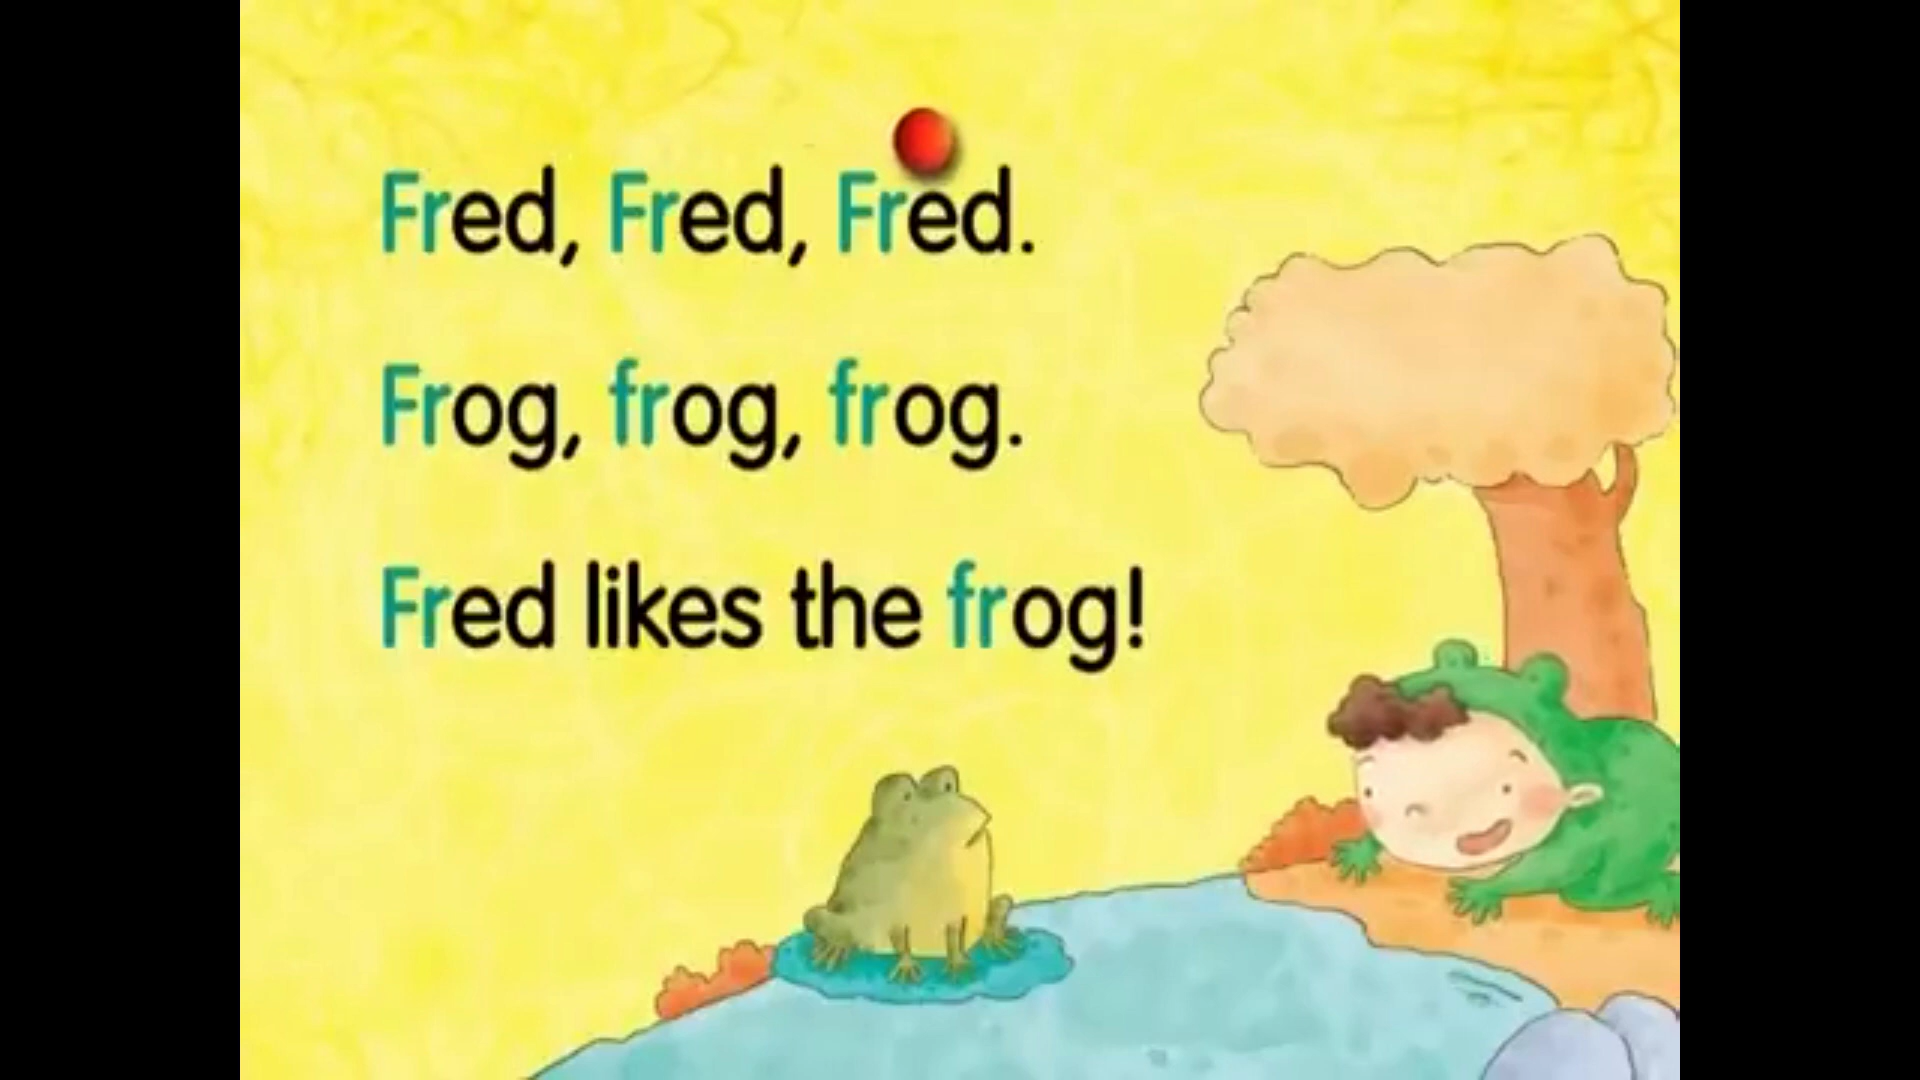 Fred, Fred, Fred.
Frog, frog, frog.
Fred likes the frog!